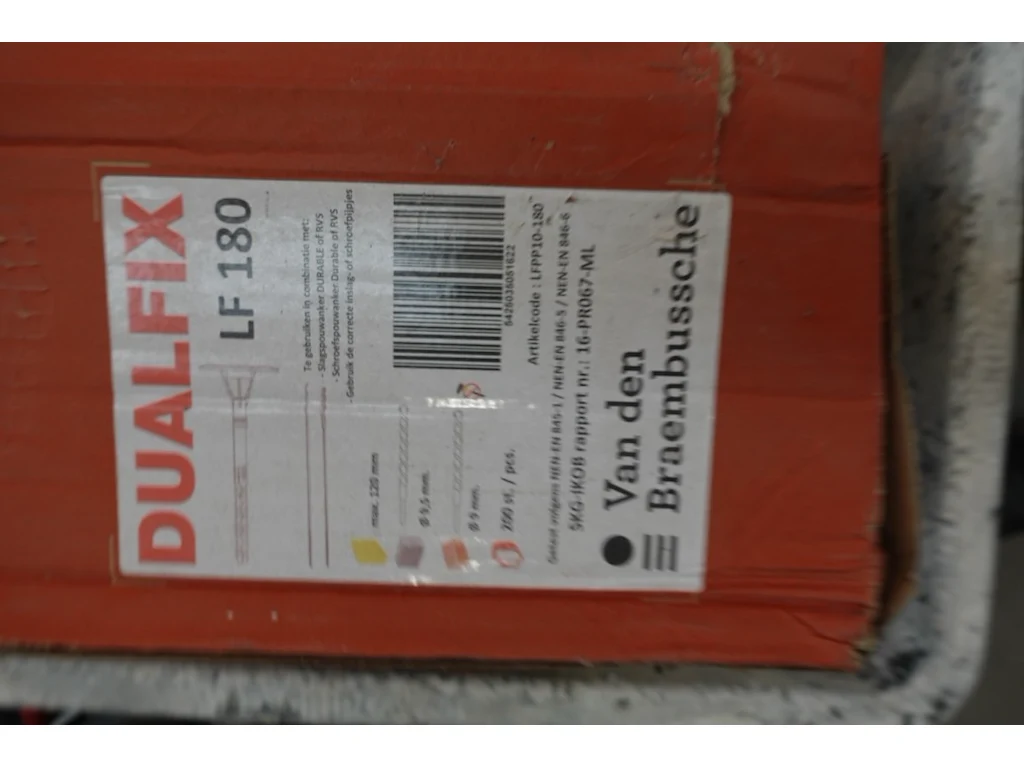 DUALFIX
LF 180
Te gebruiken in combinatie met:
- Slagspouwanker DURABLE of RVS
- Schroefspouwanker Durable of RVS
- Gebruik de correcte inslag- of schroefpijpjes
max. 120 mm
Ø 9,5 mm.
Ø 9 mm.
200 st. / pcs.
5426036051622
Artikelcode : LFPP10-180
Getest volgens NEN-EN 845-1 / NEN-EN 846-5 / NEN-EN 846-6
SKG-IKOB rapport nr.: 16-PR067-ML
Van den
Braembussche